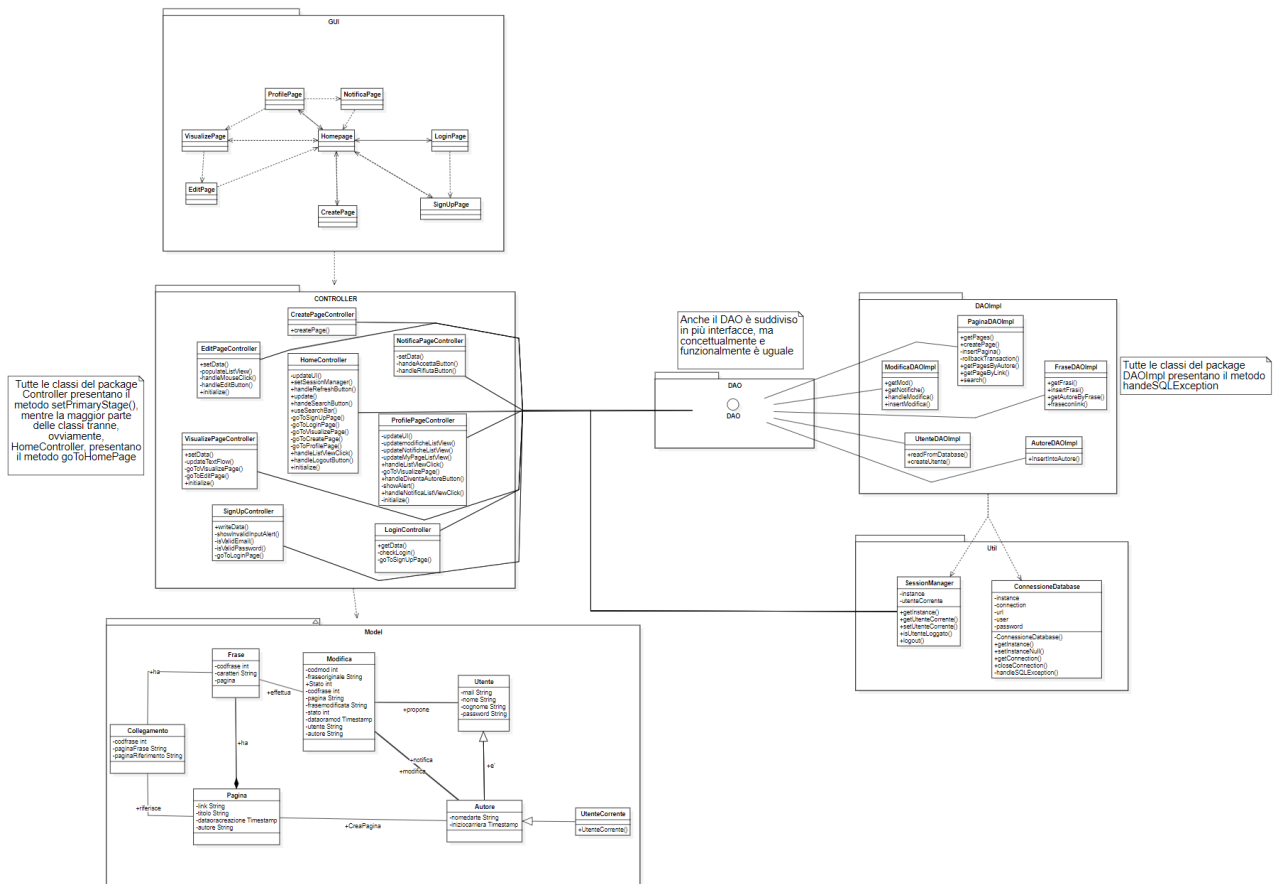 GUI
ProfilePage
NotificaPage
VisualizePage
Homepage
LoginPage
EditPage
CreatePage
SignUpPage
CONTROLLER
CreatePageController
+createPage()
EditPageController
+setData()
-populateListView()
-handleMouseClick()
-handleEditButton()
+initialize()
HomeController
-updateUI()
+setSessionManager()
+handleRefreshButton()
+update()
+handleSearchButton()
+useSearchBar()
-goToSignUpPage()
-goToLoginPage()
-goToVisualizePage()
-goToCreatePage()
-goToProfilePage()
+handleListViewClick()
+handleLogoutButton()
+initialize()
NotificaPageController
-setData()
-handleAccettaButton()
-handleRifiutaButton()
ProfilePageController
-updateUI()
-updatemodificheListView()
-updateNotificheListView()
-updateMyPageListView()
+handleListViewClick()
-goToVisualizePage()
+handleDiventaAutoreButton()
-showAlert()
+handleNotificaListViewClick()
-initialize()
VisualizePageController
+setData()
-updateTextFlow()
-goToVisualizePage()
-goToEditPage()
+initialize()
SignUpController
+writeData()
-showInvalidInputAlert()
-isValidEmail()
-isValidPassword()
-goToLoginPage()
LoginController
+getData()
-checkLogin()
-goToSignUpPage()
Tutte le classi del package
Controller presentano il
metodo setPrimaryStage(),
mentre la maggior parte
delle classi tranne,
ovviamente,
HomeController, presentano
il metodo goToHomePage
Anche il DAO è suddiviso
in più interfacce, ma
concettualmente e
funzionalmente è uguale
DAO
DAO
DAOImpl
PaginaDAOImpl
+getPages()
+createPage()
-insertPagina()
-rollbackTransaction()
+getPagesByAutore()
+getPageByLink()
+search()
ModificaDAOImpl
+getMod()
+getNotifiche()
+handleModifica()
+insertModifica()
FraseDAOImpl
+getFrasi()
+insertFrasi()
+getAutoreByFrase()
+fraseconlink()
UtenteDAOImpl
+readFromDatabase()
+createUtente()
AutoreDAOImpl
+InsertIntoAutore()
Tutte le classi del package
DAOImpl presentano il metodo
handeSQLException
Util
SessionManager
-instance
-utenteCorrente
+getInstance()
+getUtenteCorrente()
+setUtenteCorrente()
+isUtenteLoggato()
+logout()
ConnessioneDatabase
-instance
-connection
-url
-user
-password
-ConnessioneDatabase()
+getInstance()
+setInstanceNull()
+getConnection()
+closeConnection()
-handleSQLException()
Model
Frase
-codfrase int
-caratteri String
-pagina
Modifica
-codmod int
-fraseoriginale String
+Stato int
-codfrase int
-pagina String
-frasemodificata String
-stato int
-dataoramod Timestamp
-utente String
-autore String
Utente
-mail String
-nome String
-cognome String
-password String
Collegamento
-codfrase int
-paginaFrase String
-paginaRiferimento String
Pagina
-link String
-titolo String
-dataoracreazione Timestamp
-autore String
Autore
-nomedarte String
-iniziocarriera Timestamp
UtenteCorrente
+UtenteCorrente()
+ha
+effettua
+propone
+ha
+notifica
+modifica
+e'
+riferisce
+CreaPagina